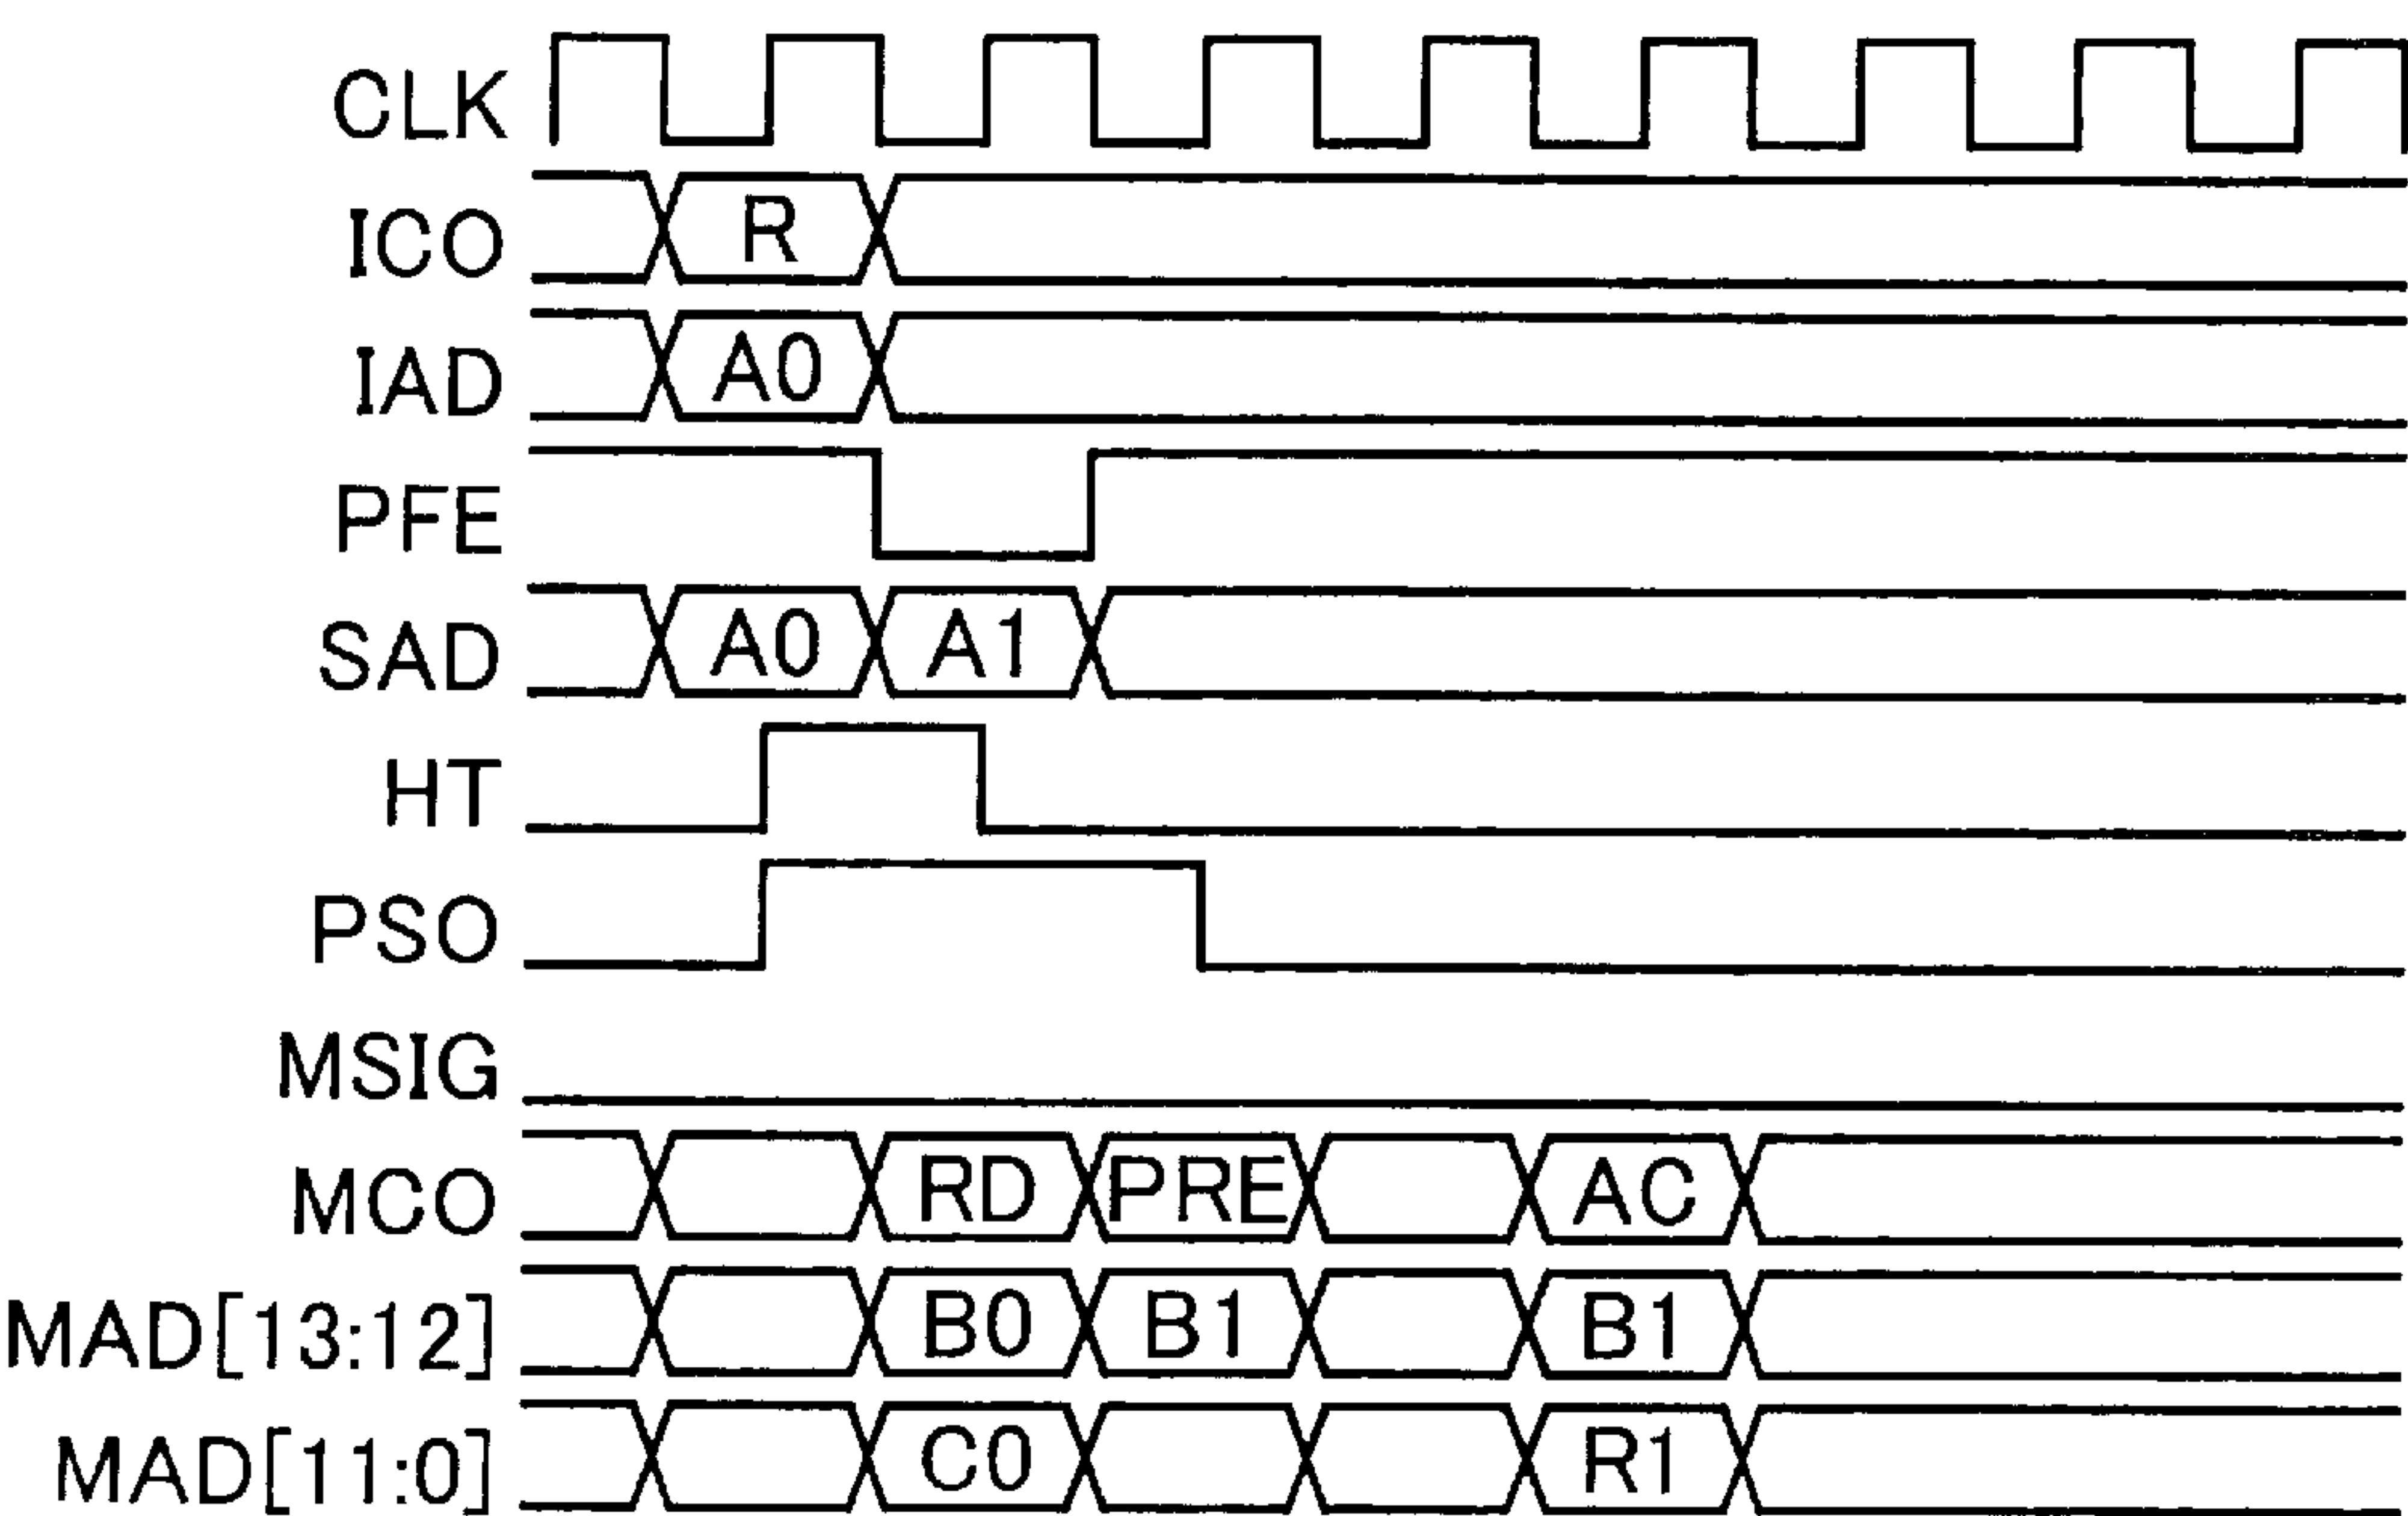 CLK
ICO R
IAD A0
PFE
SAD A0 A1
HT
PSO
MSIG
MCO RD PRE AC
MAD[13:12] B0 B1 B1
MAD[11:0] C0 R1